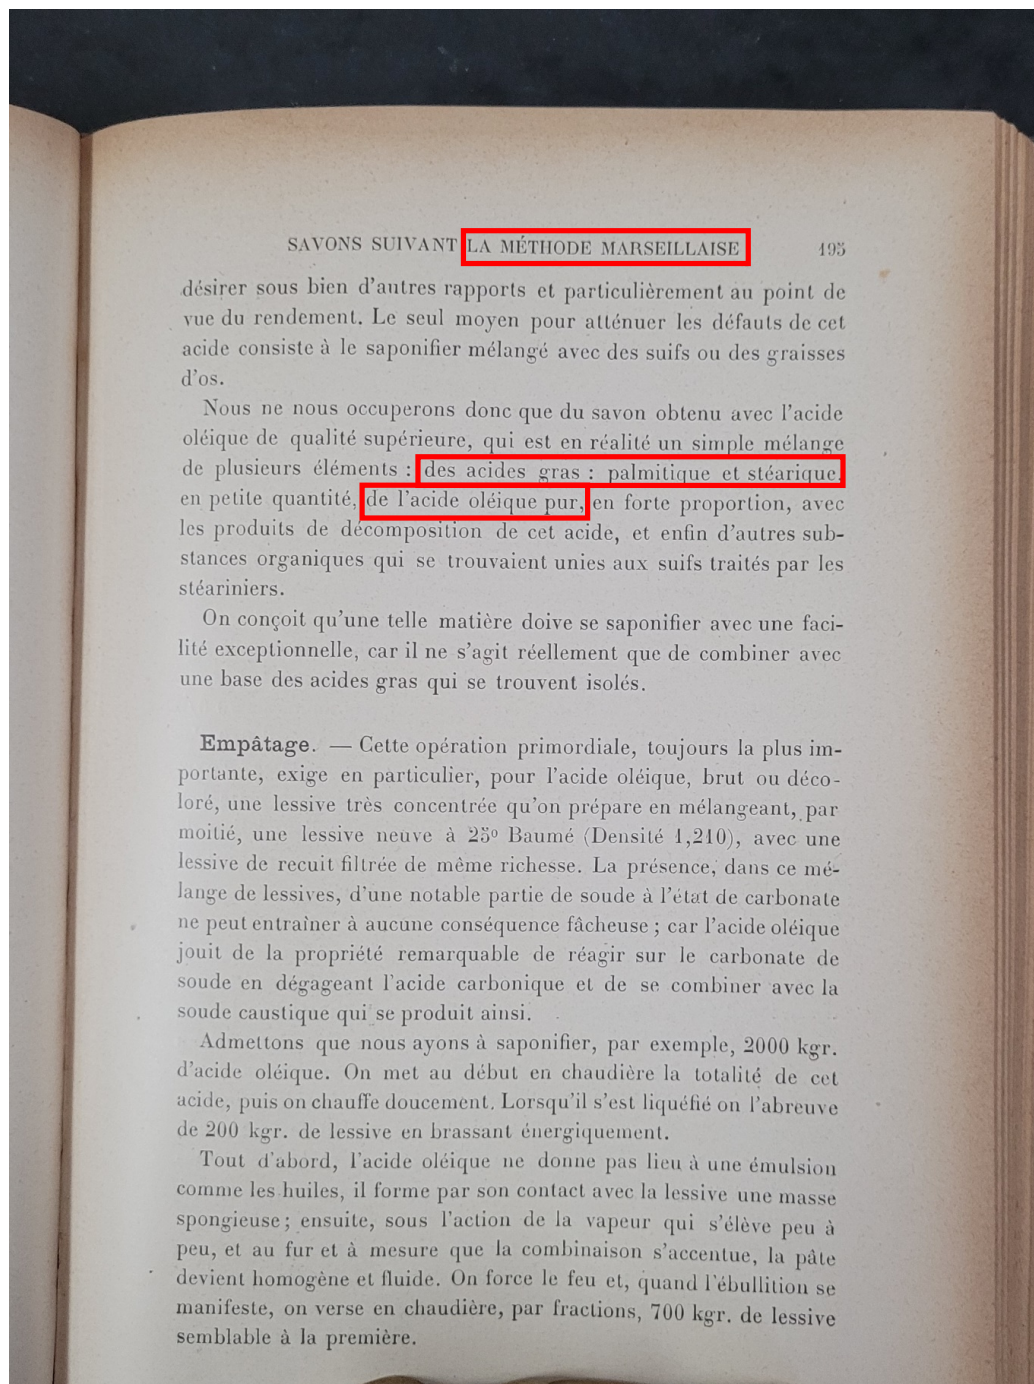 SAVONS SUIVANT LA MÉTHODE MARSEILLAISE 195
désirer sous bien d'autres rapports et particulièrement au point de
vue du rendement. Le seul moyen pour atténuer les défauts de cet
acide consiste à le saponifier mélangé avec des suifs ou des graisses
d'os.
Nous ne nous occuperons donc que du savon obtenu avec l'acide
oléique de qualité supérieure, qui est en réalité un simple mélange
de plusieurs éléments : des acides gras : palmitique et stéarique,
en petite quantité, de l'acide oléique pur, en forte proportion, avec
les produits de décomposition de cet acide, et enfin d'autres sub-
stances organiques qui se trouvaient unies aux suifs traités par les
stéariniers.
On conçoit qu'une telle matière doive se saponifier avec une faci-
lité exceptionnelle, car il ne s'agit réellement que de combiner avec
une base des acides gras qui se trouvent isolés.
Empâtage. — Cette opération primordiale, toujours la plus im-
portante, exige en particulier, pour l'acide oléique, brut ou déco-
loré, une lessive très concentrée qu'on prépare en mélangeant, par
moitié, une lessive neuve à 25º Baumé (Densité 1,210), avec une
lessive de recuit filtrée de même richesse. La présence, dans ce mé-
lange de lessives, d'une notable partie de soude à l'état de carbonate
ne peut entraîner à aucune conséquence fâcheuse ; car l'acide oléique
jouit de la propriété remarquable de réagir sur le carbonate de
soude en dégageant l'acide carbonique et de se combiner avec la
soude caustique qui se produit ainsi.
Admettons que nous ayons à saponifier, par exemple, 2000 kgr.
d'acide oléique. On met au début en chaudière la totalité de cet
acide, puis on chauffe doucement. Lorsqu'il s'est liquéfié on l'abreuve
de 200 kgr. de lessive en brassant énergiquement.
Tout d'abord, l'acide oléique ne donne pas lieu à une émulsion
comme les huiles, il forme par son contact avec la lessive une masse
spongieuse ; ensuite, sous l'action de la vapeur qui s'élève peu à
peu, et au fur et à mesure que la combinaison s'accentue, la pâte
devient homogène et fluide. On force le feu et, quand l'ébullition se
manifeste, on verse en chaudière, par fractions, 700 kgr. de lessive
semblable à la première.